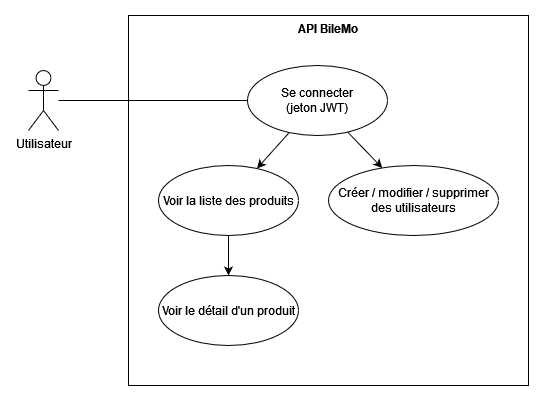 API BileMo
Se connecter
(jeton JWT)
Utilisateur
Voir la liste des produits
Créer / modifier / supprimer
des utilisateurs
Voir le détail d'un produit